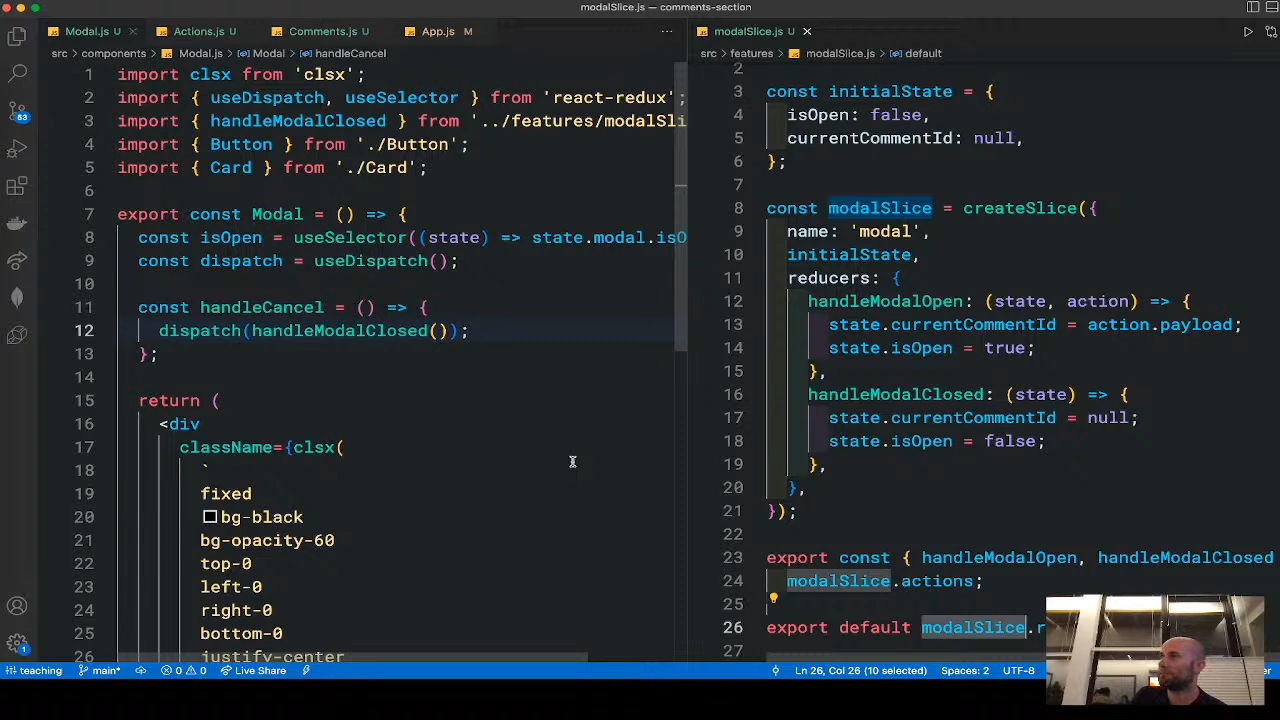 modalSlice.js — comments-section
Modal.js U
Actions.js U
Comments.js U
App.js M
modalSlice.js U
src > components > Modal.js > Modal > handleCancel
src > features > modalSlice.js > default
1 import clsx from 'clsx';
2 import { useDispatch, useSelector } from 'react-redux';
3 import { handleModalClosed } from '../features/modalSli
4 import { Button } from './Button';
5 import { Card } from './Card';
6
7 export const Modal = () => {
8 const isOpen = useSelector((state) => state.modal.isO
9 const dispatch = useDispatch();
10
11 const handleCancel = () => {
12 dispatch(handleModalClosed());
13 };
14
15 return (
16 <div
17 className={clsx(
18 `
19 fixed
20 bg-black
21 bg-opacity-60
22 top-0
23 left-0
24 right-0
25 bottom-0
26 justify-center
2
3 const initialState = {
4 isOpen: false,
5 currentCommentId: null,
6 };
7
8 const modalSlice = createSlice({
9 name: 'modal',
10 initialState,
11 reducers: {
12 handleModalOpen: (state, action) => {
13 state.currentCommentId = action.payload;
14 state.isOpen = true;
15 },
16 handleModalClosed: (state) => {
17 state.currentCommentId = null;
18 state.isOpen = false;
19 },
20 },
21 });
22
23 export const { handleModalOpen, handleModalClosed
24 modalSlice.actions;
25
26 export default modalSlice.r
27
53
1
teaching
main*
0 0
Live Share
Ln 26, Col 26 (10 selected)
Spaces: 2
UTF-8